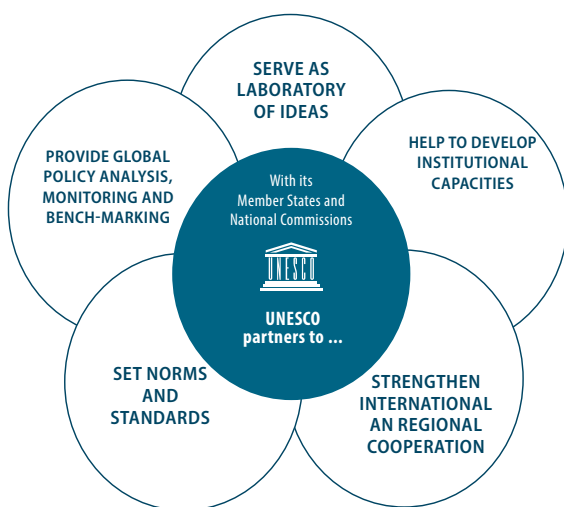 SERVE AS
LABORATORY
OF IDEAS
HELP TO DEVELOP
INSTITUTIONAL
CAPACITIES
PROVIDE GLOBAL
POLICY ANALYSIS,
MONITORING AND
BENCH-MARKING
With its
Member States and
National Commissions
UNESCO
UNESCO
partners to ...
SET NORMS
AND
STANDARDS
STRENGTHEN
INTERNATIONAL
AN REGIONAL
COOPERATION